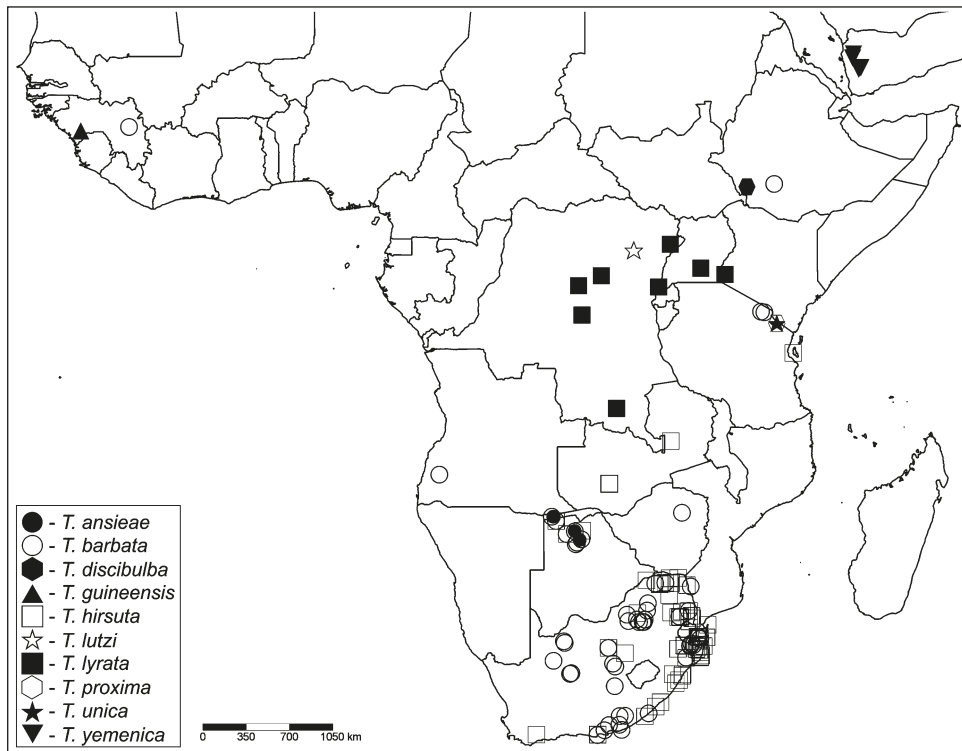 - T. ansieae
- T. barbata
- T. discibulba
- T. guineensis
- T. hirsuta
- T. lutzi
- T. lyrata
- T. proxima
- T. unica
- T. yemenica
0 350 700 1050 km